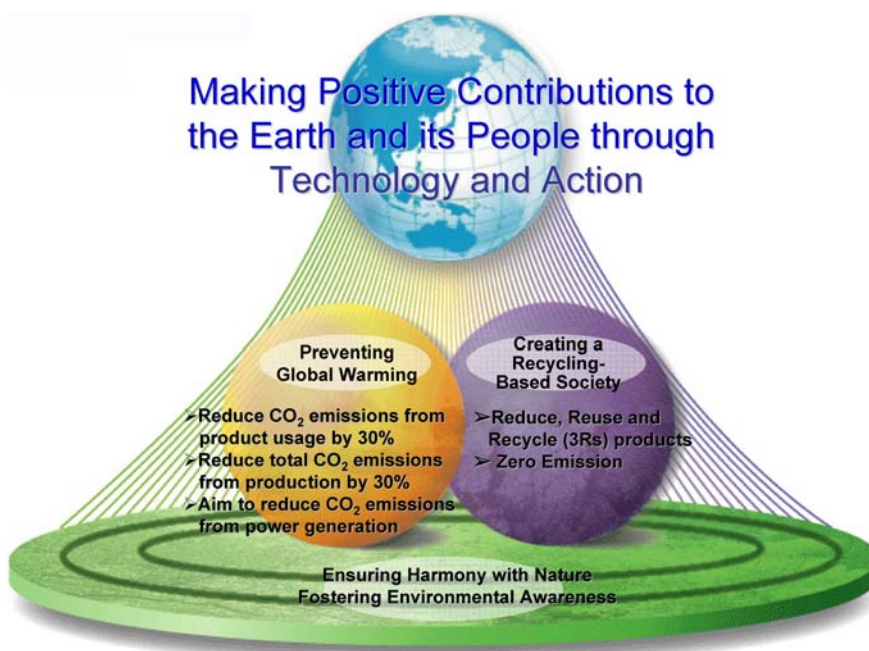 Making Positive Contributions to
the Earth and its People through
Technology and Action
Preventing
Global Warming
➢Reduce CO₂ emissions from
product usage by 30%
➢Reduce total CO₂ emissions
from production by 30%
➢Aim to reduce CO₂ emissions
from power generation
Creating a
Recycling-
Based Society
➢Reduce, Reuse and
Recycle (3Rs) products
➢ Zero Emission
Ensuring Harmony with Nature
Fostering Environmental Awareness